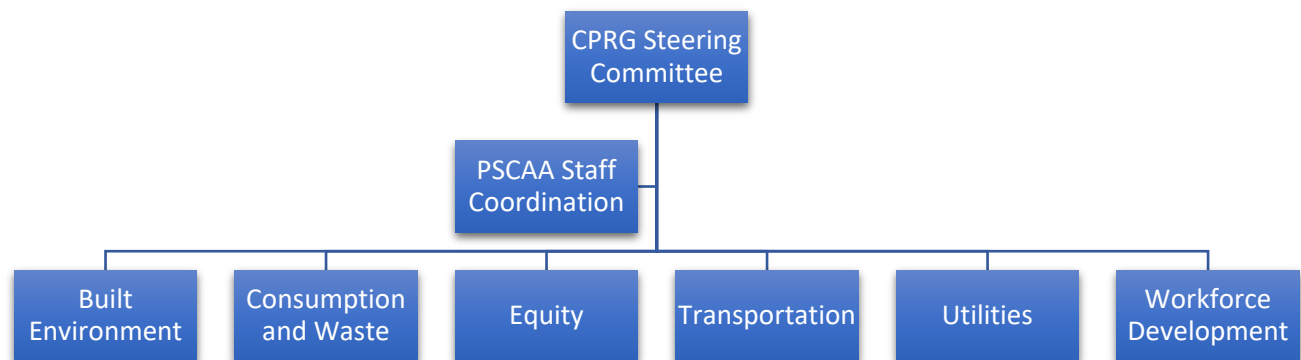 CPRG Steering
Committee
PSCAA Staff
Coordination
Built
Environment
Consumption
and Waste
Equity
Transportation
Utilities
Workforce
Development